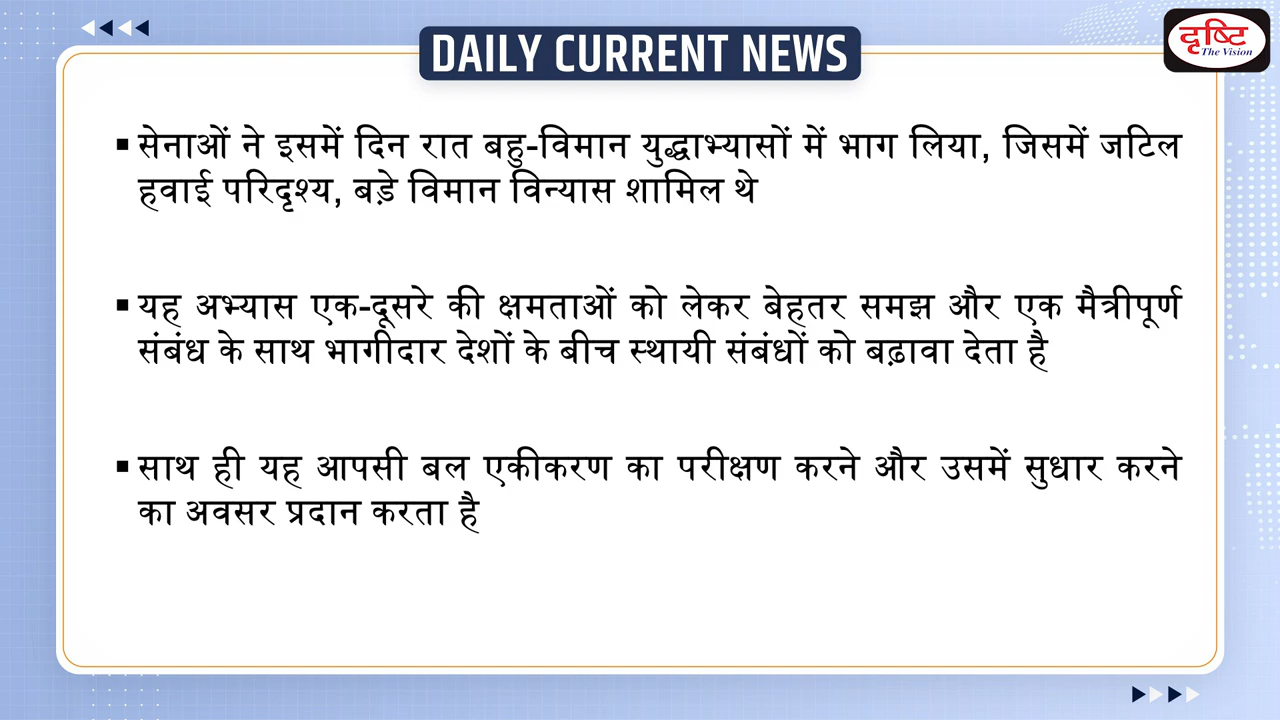 DAILY CURRENT NEWS
दृष्टि
The Vision
▪ सेनाओं ने इसमें दिन रात बहु-विमान युद्धाभ्यासों में भाग लिया, जिसमें जटिल
हवाई परिदृश्य, बड़े विमान विन्यास शामिल थे
▪ यह अभ्यास एक-दूसरे की क्षमताओं को लेकर बेहतर समझ और एक मैत्रीपूर्ण
संबंध के साथ भागीदार देशों के बीच स्थायी संबंधों को बढ़ावा देता है
▪ साथ ही यह आपसी बल एकीकरण का परीक्षण करने और उसमें सुधार करने
का अवसर प्रदान करता है